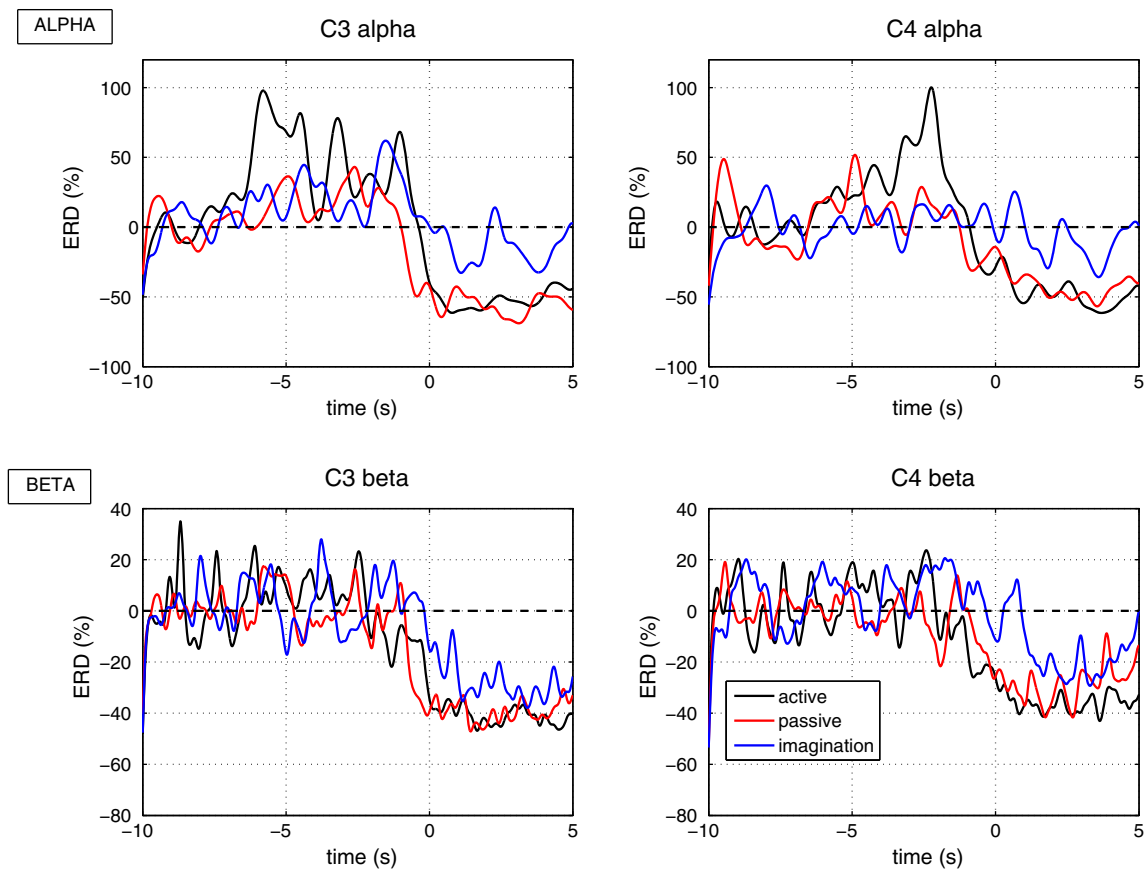 ALPHA
C3 alpha
ERD (%)
100
50
0
−50
−100
−10
−5
0
5
time (s)
C4 alpha
ERD (%)
100
50
0
−50
−100
−10
−5
0
5
time (s)
BETA
C3 beta
ERD (%)
40
20
0
−20
−40
−60
−80
−10
−5
0
5
time (s)
C4 beta
ERD (%)
40
20
0
−20
−40
−60
−80
active
passive
imagination
−10
−5
0
5
time (s)